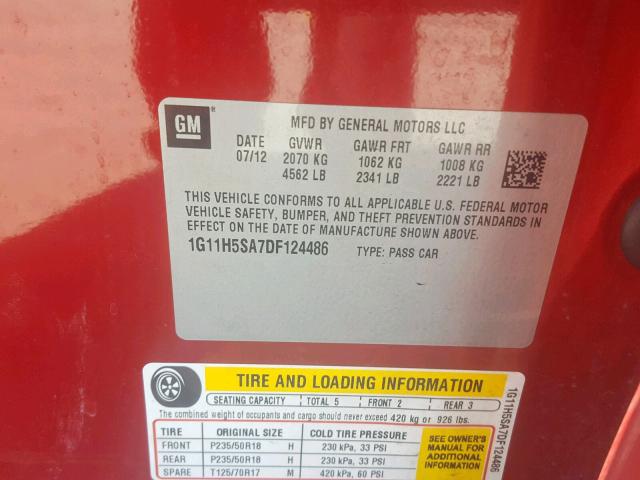 GM ® MFD BY GENERAL MOTORS LLC
DATE GVWR GAWR FRT GAWR RR
07/12 2070 KG 1062 KG 1008 KG
4562 LB 2341 LB 2221 LB
THIS VEHICLE CONFORMS TO ALL APPLICABLE U.S. FEDERAL MOTOR
VEHICLE SAFETY, BUMPER, AND THEFT PREVENTION STANDARDS IN
EFFECT ON THE DATE OF MANUFACTURE SHOWN ABOVE.
1G11H5SA7DF124486 TYPE: PASS CAR
TIRE AND LOADING INFORMATION
SEATING CAPACITY TOTAL 5 FRONT 2 REAR 3
The combined weight of occupants and cargo should never exceed 420 kg or 926 lbs.
TIRE ORIGINAL SIZE COLD TIRE PRESSURE
FRONT P235/50R18 H 230 kPa, 33 PSI
REAR P235/50R18 H 230 kPa, 33 PSI
SPARE T125/70R17 M 420 kPa, 60 PSI
SEE OWNER'S
MANUAL FOR
ADDITIONAL
INFORMATION
1G11H5SA7DF124486